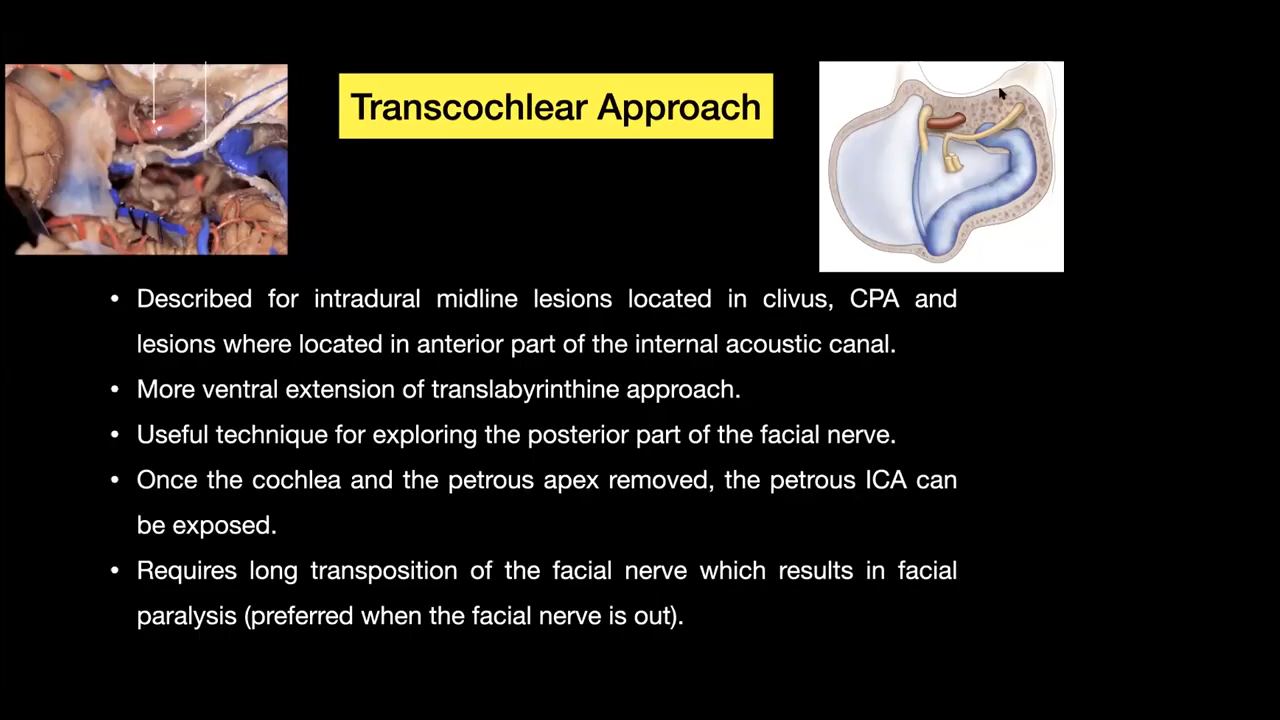 Transcochlear Approach
• Described for intradural midline lesions located in clivus, CPA and
lesions where located in anterior part of the internal acoustic canal.
• More ventral extension of translabyrinthine approach.
• Useful technique for exploring the posterior part of the facial nerve.
• Once the cochlea and the petrous apex removed, the petrous ICA can
be exposed.
• Requires long transposition of the facial nerve which results in facial
paralysis (preferred when the facial nerve is out).